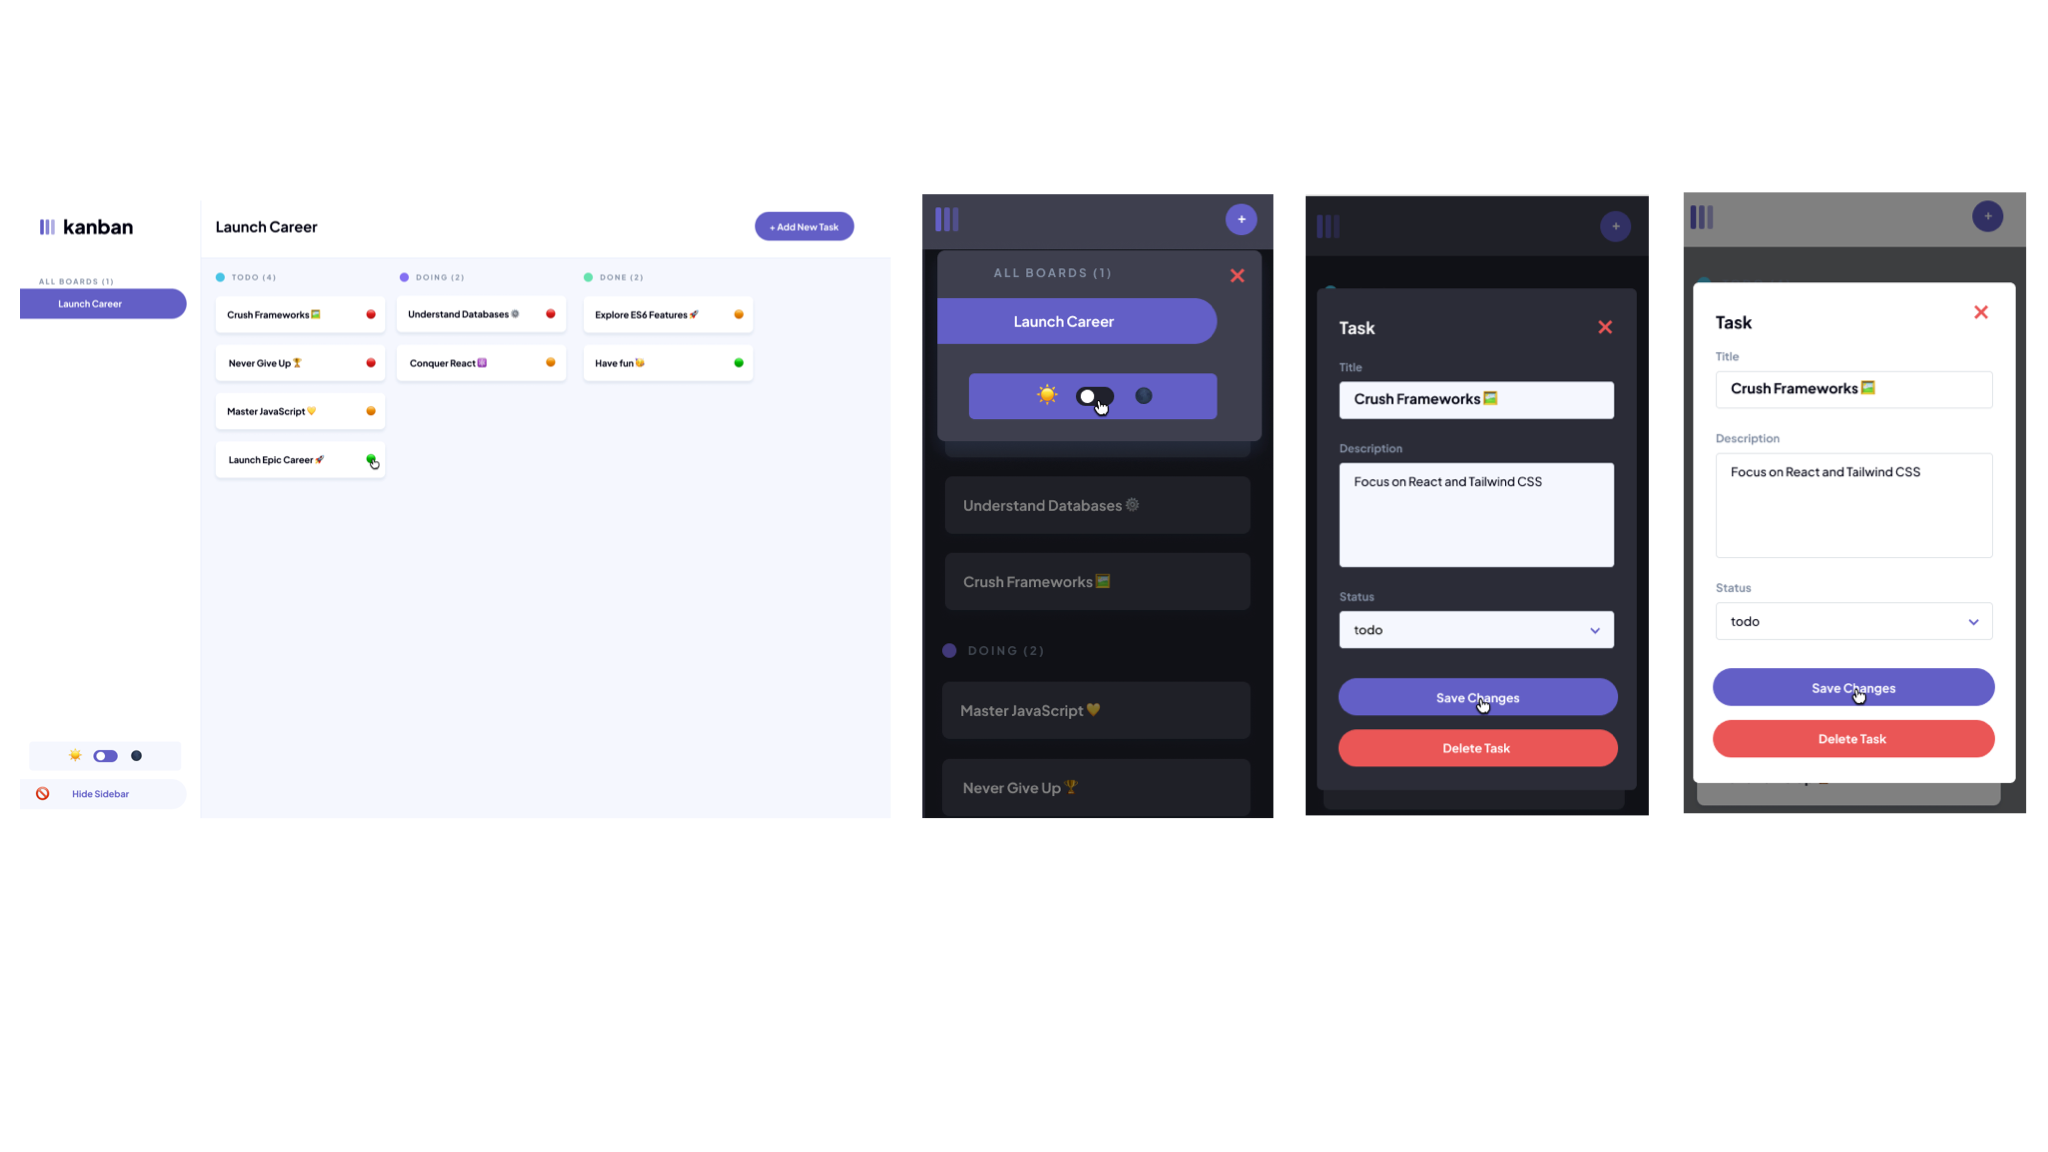 kanban
ALL BOARDS (1)
Launch Career
Hide Sidebar
Launch Career
+ Add New Task
TODO (4)
Crush Frameworks
Never Give Up
Master JavaScript
Launch Epic Career
DOING (2)
Understand Databases
Conquer React
DONE (2)
Explore ES6 Features
Have fun
+
ALL BOARDS (1)
Launch Career
Understand Databases
Crush Frameworks
DOING (2)
Master JavaScript
Never Give Up
+
Task
Title
Crush Frameworks
Description
Focus on React and Tailwind CSS
Status
todo
Save Changes
Delete Task
+
Task
Title
Crush Frameworks
Description
Focus on React and Tailwind CSS
Status
todo
Save Changes
Delete Task